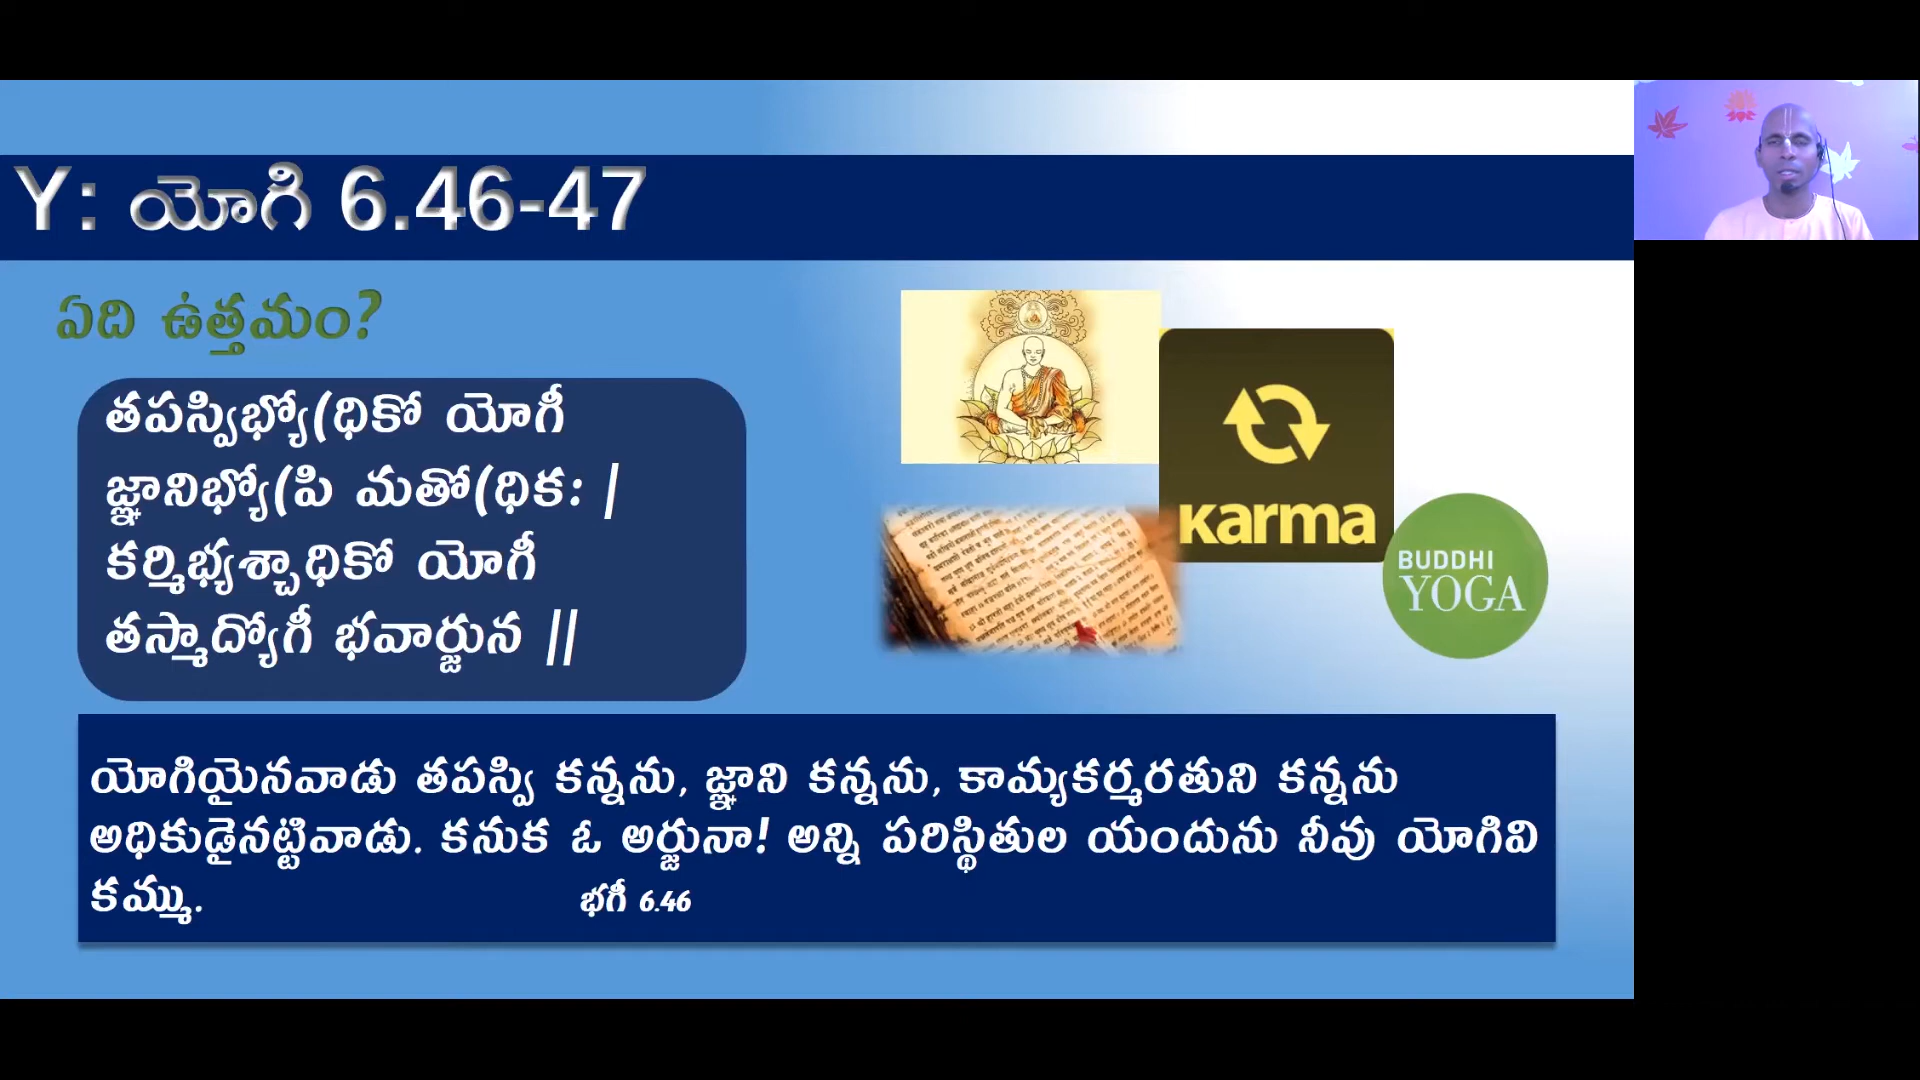 Y: యోగి 6.46-47
ఏది ఉత్తమం?
తపస్విభ్యో(ధికో యోగీ
జ్ఞానిభ్యో(పి మతో(ధిక: |
కర్మిభ్యశ్చాధికో యోగీ
తస్మాద్యోగీ భవార్జున ||
karma
BUDDHI
YOGA
యోగియైనవాడు తపస్వి కన్నను, జ్ఞాని కన్నను, కామ్యకర్మరతుని కన్నను
అధికుడైనట్టివాడు. కనుక ఓ అర్జునా! అన్ని పరిస్థితుల యందును నీవు యోగివి
కమ్ము. భగీ 6.46